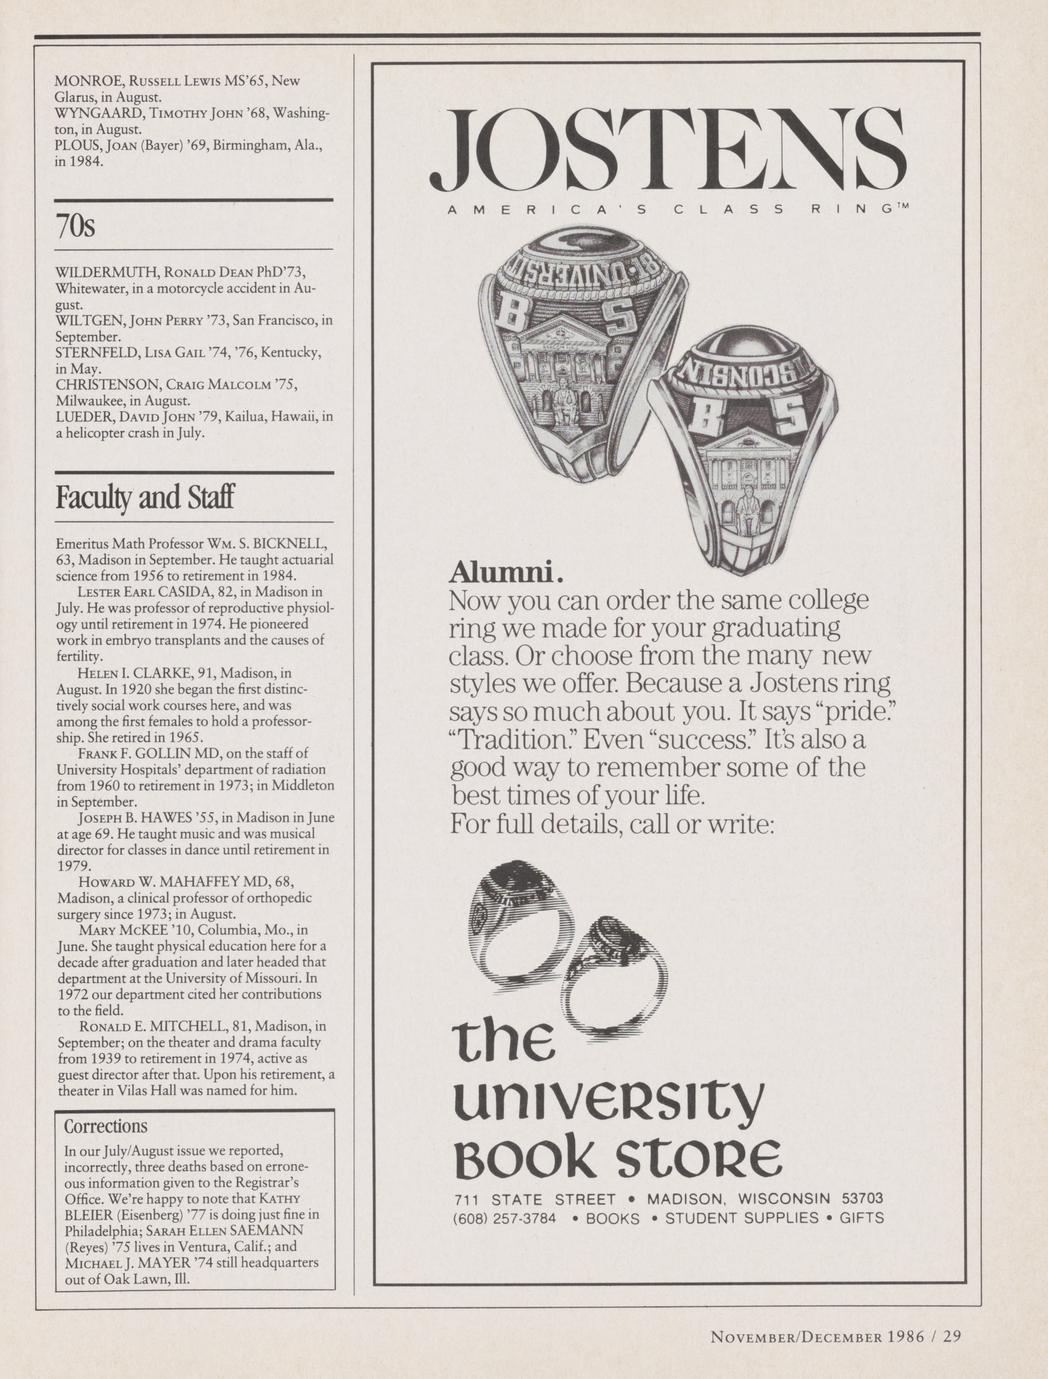 MONROE, RUSSELL LEWIS MS'65, New
Glarus, in August.
WYNGAARD, TIMOTHY JOHN '68, Washing-
ton, in August.
PLOUS, JOAN (Bayer) '69, Birmingham, Ala.,
in 1984.
70s
WILDERMUTH, RONALD DEAN PhD'73,
Whitewater, in a motorcycle accident in Au-
gust.
WILTGEN, JOHN PERRY '73, San Francisco, in
September.
STERNFELD, LISA GAIL '74, '76, Kentucky,
in May.
CHRISTENSON, CRAIG MALCOLM '75,
Milwaukee, in August.
LUEDER, DAVID JOHN '79, Kailua, Hawaii, in
a helicopter crash in July.
Faculty and Staff
Emeritus Math Professor WM. S. BICKNELL,
63, Madison in September. He taught actuarial
science from 1956 to retirement in 1984.
LESTER EARL CASIDA, 82, in Madison in
July. He was professor of reproductive physiol-
ogy until retirement in 1974. He pioneered
work in embryo transplants and the causes of
fertility.
HELEN I. CLARKE, 91, Madison, in
August. In 1920 she began the first distinc-
tively social work courses here, and was
among the first females to hold a professor-
ship. She retired in 1965.
FRANK F. GOLLIN MD, on the staff of
University Hospitals' department of radiation
from 1960 to retirement in 1973; in Middleton
in September.
JOSEPH B. HAWES '55, in Madison in June
at age 69. He taught music and was musical
director for classes in dance until retirement in
1979.
HOWARD W. MAHAFFEY MD, 68,
Madison, a clinical professor of orthopedic
surgery since 1973; in August.
MARY MCKEE '10, Columbia, Mo., in
June. She taught physical education here for a
decade after graduation and later headed that
department at the University of Missouri. In
1972 our department cited her contributions
to the field.
RONALD E. MITCHELL, 81, Madison, in
September; on the theater and drama faculty
from 1939 to retirement in 1974, active as
guest director after that. Upon his retirement, a
theater in Vilas Hall was named for him.
Corrections
In our July/August issue we reported,
incorrectly, three deaths based on errone-
ous information given to the Registrar's
Office. We're happy to note that KATHY
BLEIER (Eisenberg) '77 is doing just fine in
Philadelphia; SARAH ELLEN SAEMANN
(Reyes) '75 lives in Ventura, Calif.; and
MICHAEL J. MAYER '74 still headquarters
out of Oak Lawn, Ill.
JOSTENS
AMERICA'S CLASS RING™
UNIVERSIT
B S
WISCONSIN
B S
Alumni.
Now you can order the same college
ring we made for your graduating
class. Or choose from the many new
styles we offer. Because a Jostens ring
says so much about you. It says “pride.”
“Tradition.” Even “success.” It's also a
good way to remember some of the
best times of your life.
For full details, call or write:
the
UNIVERSITY
BOOK STORE
711 STATE STREET • MADISON, WISCONSIN 53703
(608) 257-3784 • BOOKS • STUDENT SUPPLIES • GIFTS
NOVEMBER/DECEMBER 1986 / 29